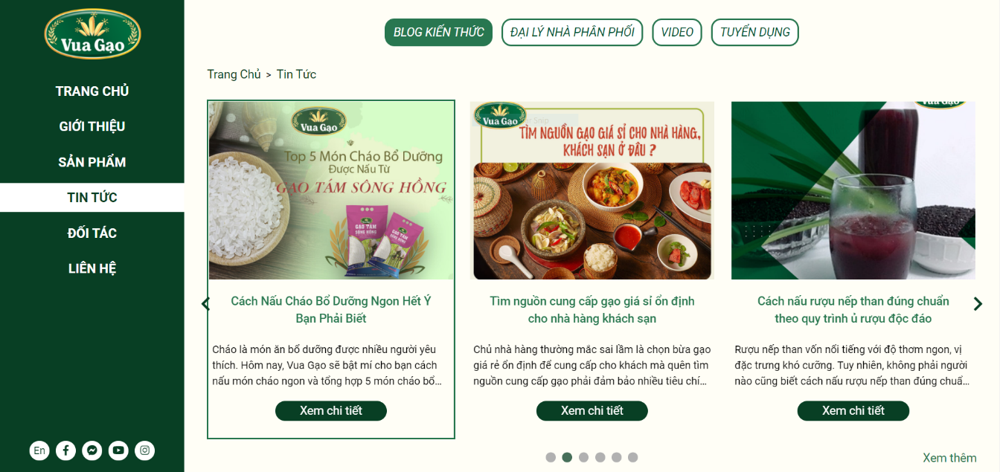 Vua Gạo
TRANG CHỦ
GIỚI THIỆU
SẢN PHẨM
TIN TỨC
ĐỐI TÁC
LIÊN HỆ
En
BLOG KIẾN THỨC
ĐẠI LÝ NHÀ PHÂN PHỐI
VIDEO
TUYỂN DỤNG
Trang Chủ > Tin Tức
Vua Gạo
Top 5 Món Cháo Bổ Dưỡng
Được Nấu Từ
GẠO TÁM SÔNG HỒNG
GẠO TÁM
SÔNG HỒNG
GẠO TÁM
SÔNG HỒNG
Cách Nấu Cháo Bổ Dưỡng Ngon Hết Ý
Bạn Phải Biết
Cháo là món ăn bổ dưỡng được nhiều người yêu
thích. Hôm nay, Vua Gạo sẽ bật mí cho bạn cách
nấu món cháo ngon và tổng hợp 5 món cháo bổ...
Xem chi tiết
Vua Gạo
Snip
TÌM NGUỒN GẠO GIÁ SỈ CHO NHÀ HÀNG,
KHÁCH SẠN Ở ĐÂU ?
Tìm nguồn cung cấp gạo giá sỉ ổn định
cho nhà hàng khách sạn
Chủ nhà hàng thường mắc sai lầm là chọn bừa gạo
giá rẻ ổn định để cung cấp cho khách mà quên tìm
nguồn cung cấp gạo phải đảm bảo nhiều tiêu chí...
Xem chi tiết
Vua Gạo
Cách nấu rượu nếp than đúng chuẩn
theo quy trình ủ rượu độc đáo
Rượu nếp than vốn nổi tiếng với độ thơm ngon, vị
đặc trưng khó cưỡng. Tuy nhiên, không phải người
nào cũng biết cách nấu rượu nếp than đúng chuẩ...
Xem chi tiết
Xem thêm